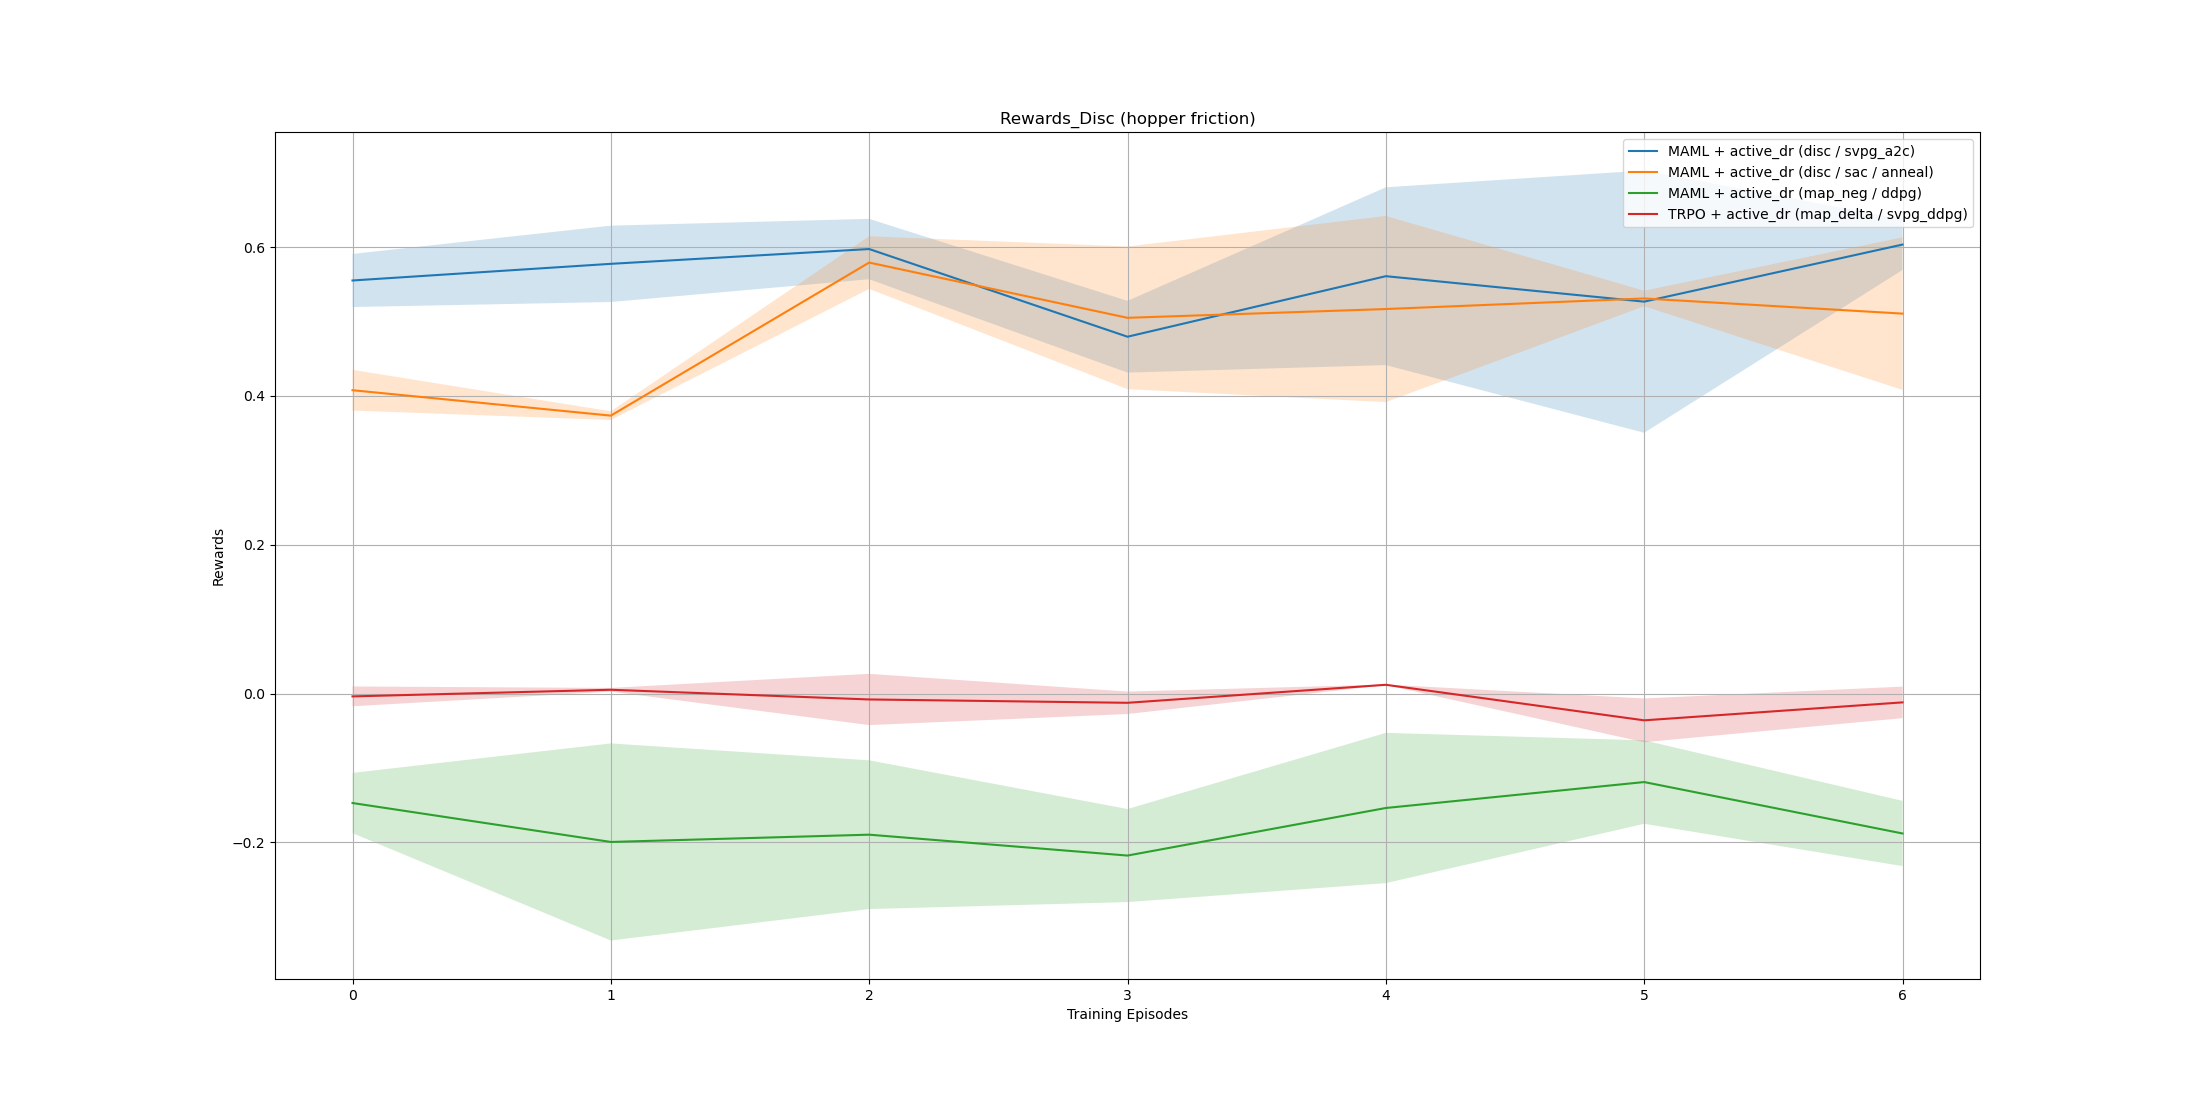 Rewards_Disc (hopper friction)
MAML + active_dr (disc / svpg_a2c)
MAML + active_dr (disc / sac / anneal)
MAML + active_dr (map_neg / ddpg)
TRPO + active_dr (map_delta / svpg_ddpg)
0.6
0.4
0.2
0.0
−0.2
Rewards
0 1 2 3 4 5 6
Training Episodes